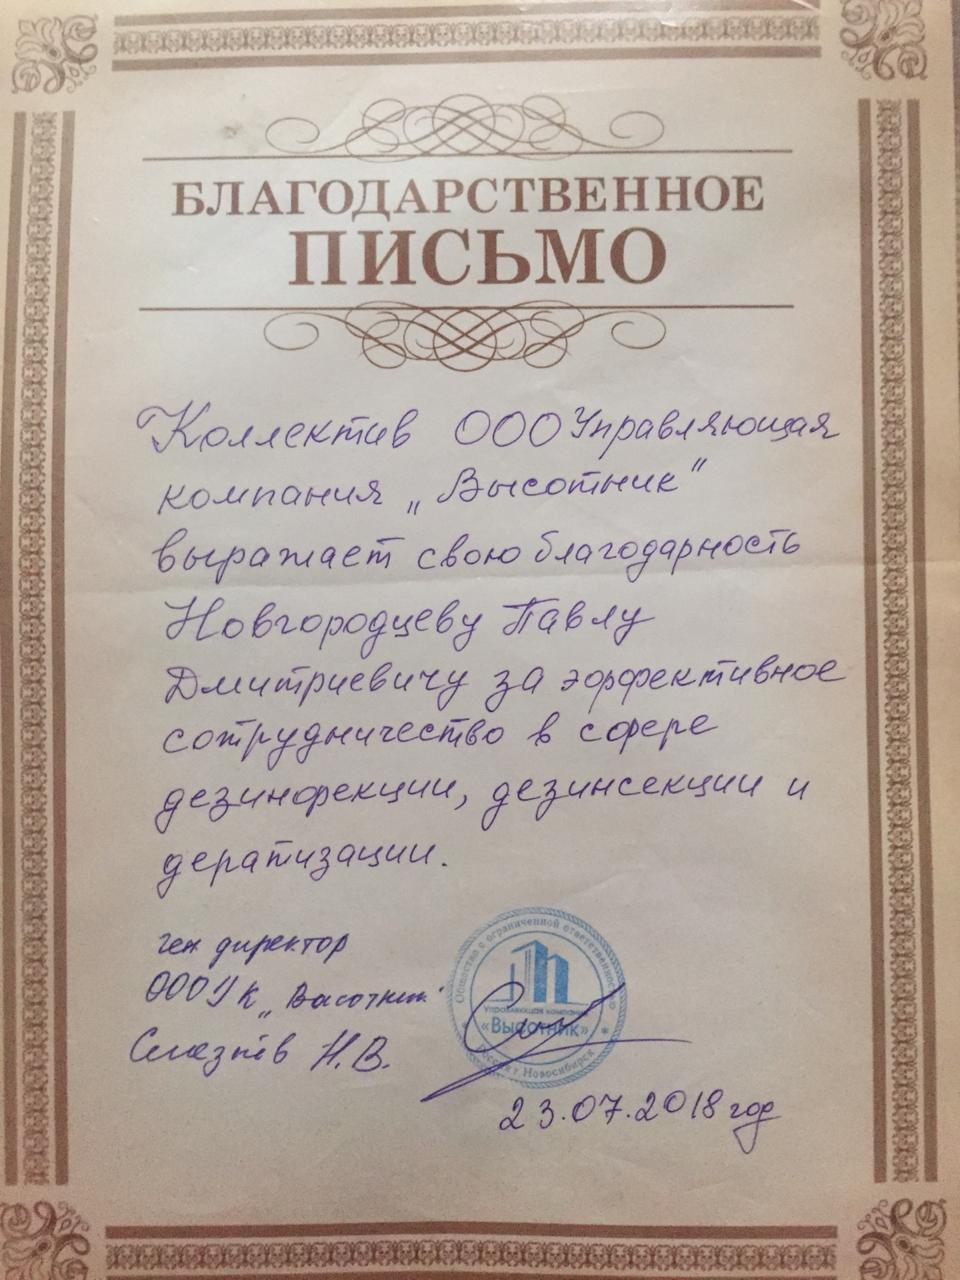 БЛАГОДАРСТВЕННОЕ
ПИСЬМО
Коллектив ООО Управляющая
компания „Высотник"
выражает свою благодарность
Новгородцеву Павлу
Дмитриевичу за эффективное
сотрудничество в сфере
дезинфекции, дезинсекции и
дератизации.
ген директор
ООО УК „Высотник"
Н.В.
Общество с ограниченной ответственностью
Управляющая компания
«Высотник»
Россия г Новосибирск
23.07.2018 год